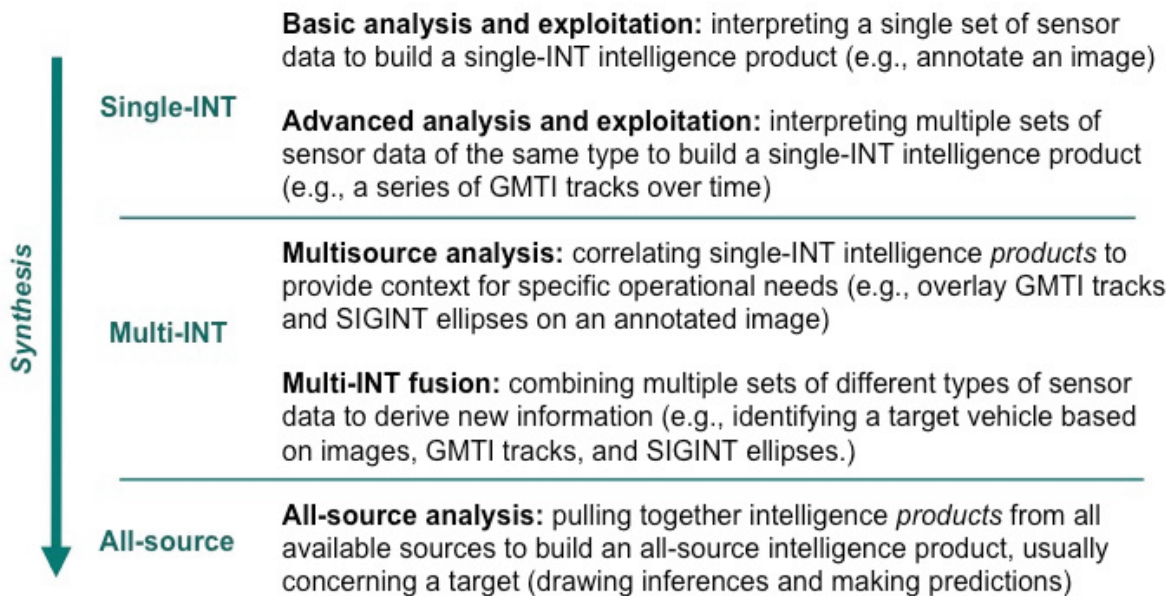 Basic analysis and exploitation: interpreting a single set of sensor
data to build a single-INT intelligence product (e.g., annotate an image)
Single-INT
Advanced analysis and exploitation: interpreting multiple sets of
sensor data of the same type to build a single-INT intelligence product
(e.g., a series of GMTI tracks over time)
Synthesis
Multisource analysis: correlating single-INT intelligence products to
provide context for specific operational needs (e.g., overlay GMTI tracks
and SIGINT ellipses on an annotated image)
Multi-INT
Multi-INT fusion: combining multiple sets of different types of sensor
data to derive new information (e.g., identifying a target vehicle based
on images, GMTI tracks, and SIGINT ellipses.)
All-source
All-source analysis: pulling together intelligence products from all
available sources to build an all-source intelligence product, usually
concerning a target (drawing inferences and making predictions)